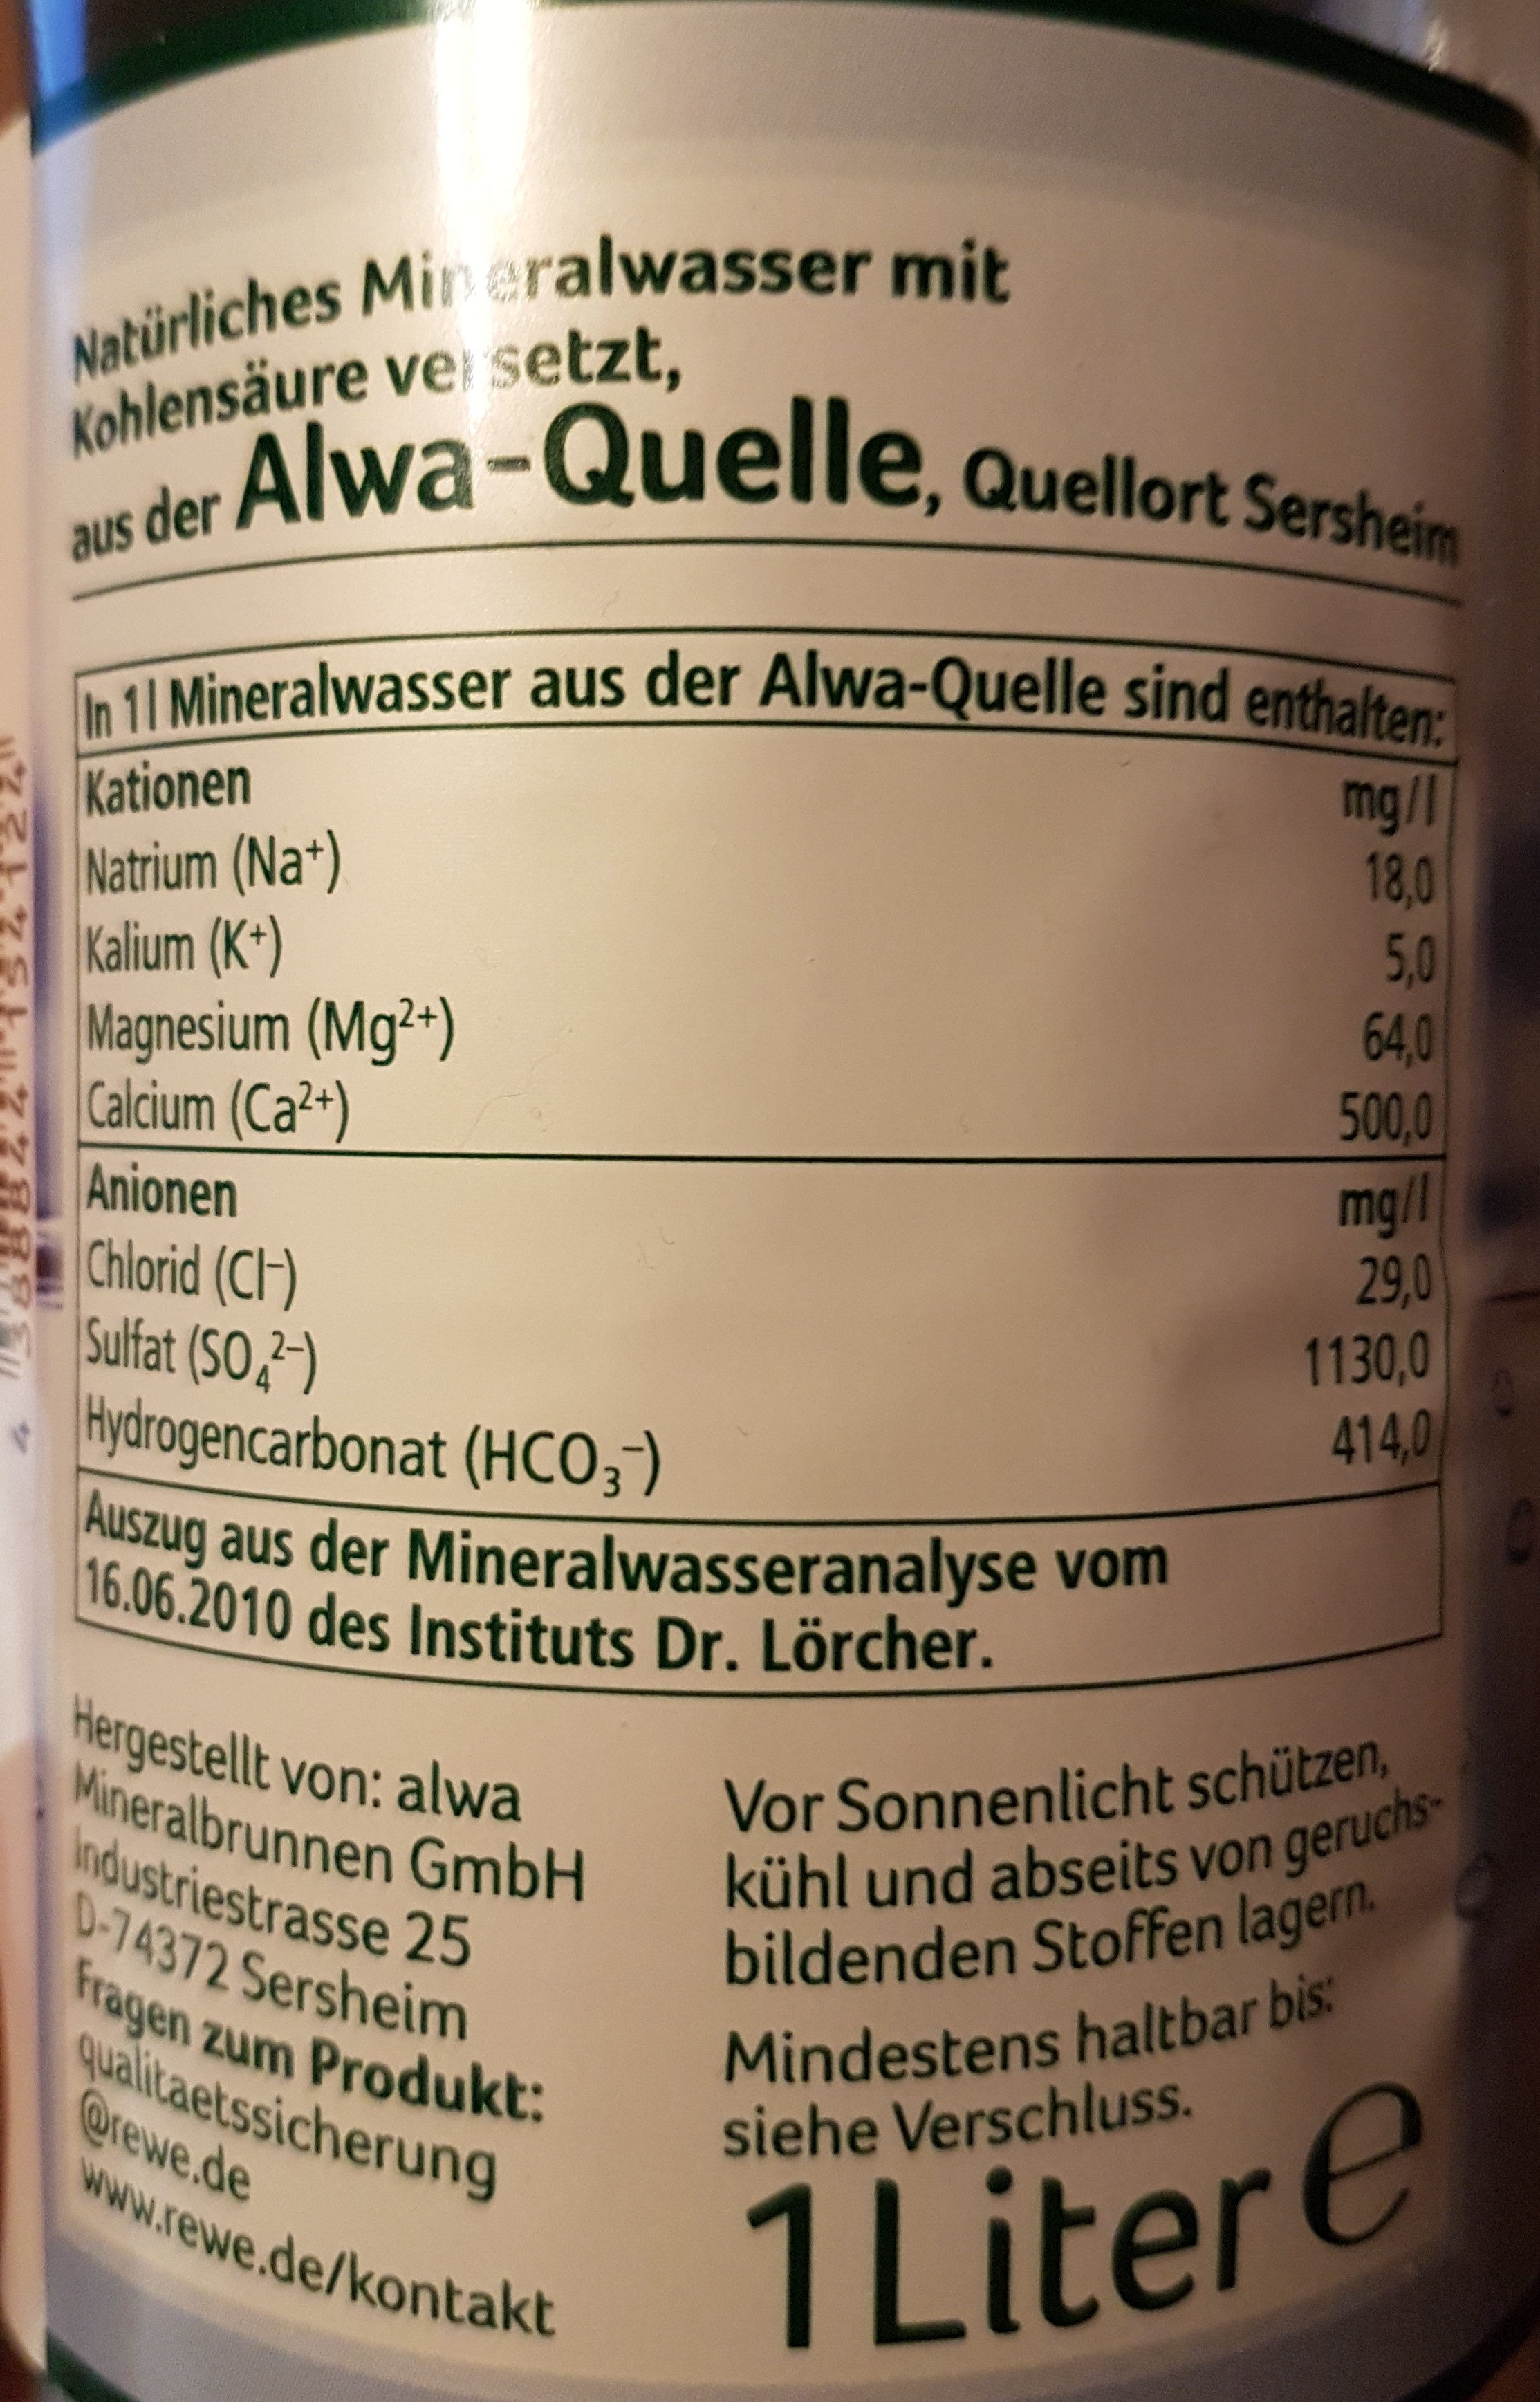 Natürliches Mineralwasser mit
Kohlensäure versetzt,
aus der Alwa-Quelle, Quellort Sersheim
In 1 l Mineralwasser aus der Alwa-Quelle sind enthalten:
Kationen mg/l
Natrium (Na⁺) 18,0
Kalium (K⁺) 5,0
Magnesium (Mg²⁺) 64,0
Calcium (Ca²⁺) 500,0
Anionen mg/l
Chlorid (Cl⁻) 29,0
Sulfat (SO₄²⁻) 1130,0
Hydrogencarbonat (HCO₃⁻) 414,0
Auszug aus der Mineralwasseranalyse vom
16.06.2010 des Instituts Dr. Lörcher.
Hergestellt von: alwa
Mineralbrunnen GmbH
Industriestrasse 25
D-74372 Sersheim
Fragen zum Produkt:
qualitaetssicherung
@rewe.de
www.rewe.de/kontakt
Vor Sonnenlicht schützen,
kühl und abseits von geruchs-
bildenden Stoffen lagern.
Mindestens haltbar bis:
siehe Verschluss.
1 Liter ℮